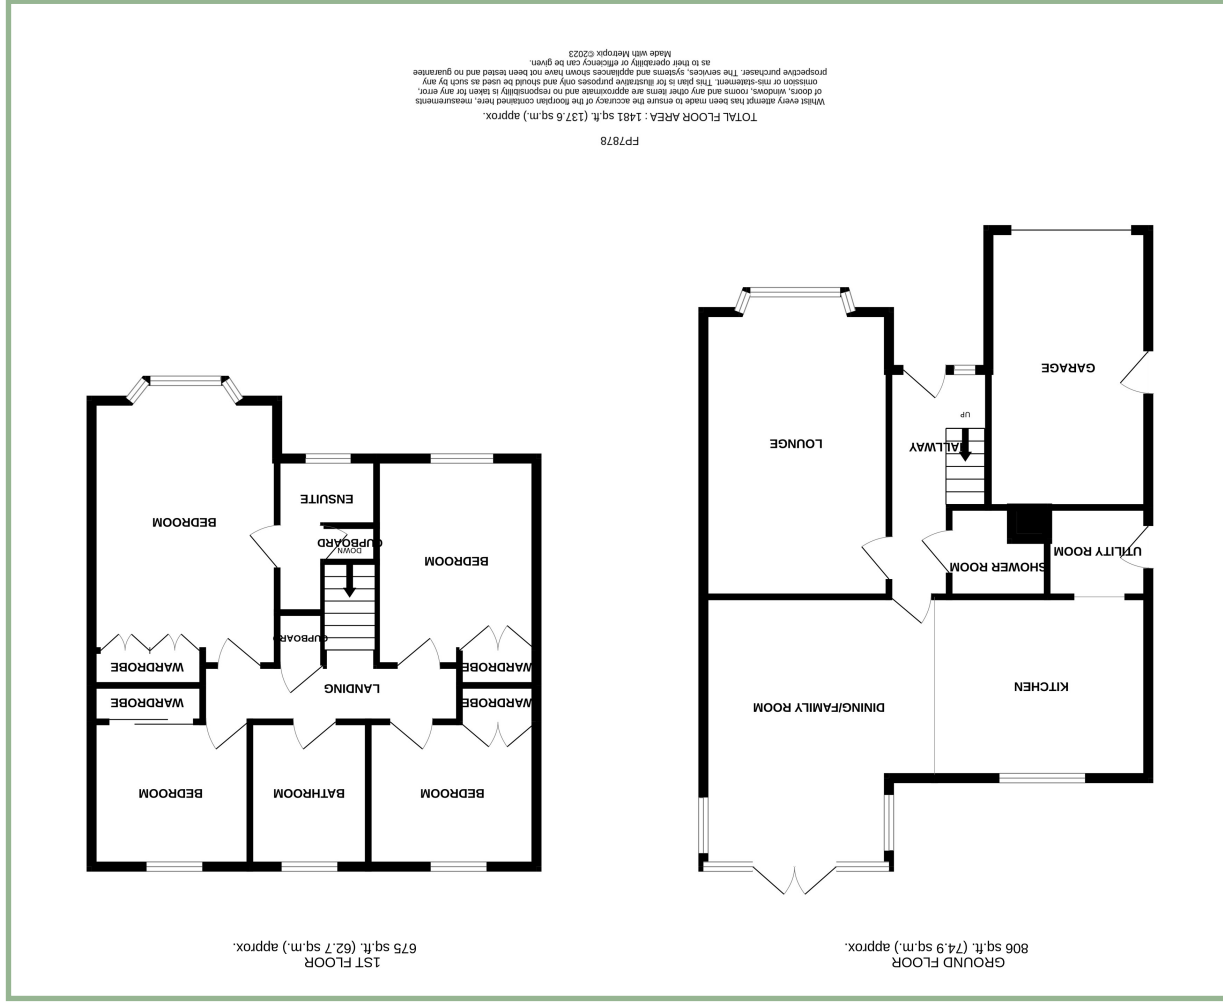 GROUND FLOOR
806 sq.ft. (74.9 sq.m.) approx.
KITCHEN
DINING/FAMILY ROOM
UTILITY ROOM
SHOWER ROOM
HALLWAY
LOUNGE
UP
GARAGE
1ST FLOOR
675 sq.ft. (62.7 sq.m.) approx.
BEDROOM
BATHROOM
BEDROOM
WARDROBE
WARDROBE
LANDING
WARDROBE
WARDROBE
CUPBOARD
BEDROOM
DOWN
CUPBOARD
BEDROOM
ENSUITE
FP7878
TOTAL FLOOR AREA : 1481 sq.ft. (137.6 sq.m.) approx.
Whilst every attempt has been made to ensure the accuracy of the floorplan contained here, measurements
of doors, windows, rooms and any other items are approximate and no responsibility is taken for any error,
omission or mis-statement. This plan is for illustrative purposes only and should be used as such by any
prospective purchaser. The services, systems and appliances shown have not been tested and no guarantee
as to their operability or efficiency can be given.
Made with Metropix ©2023